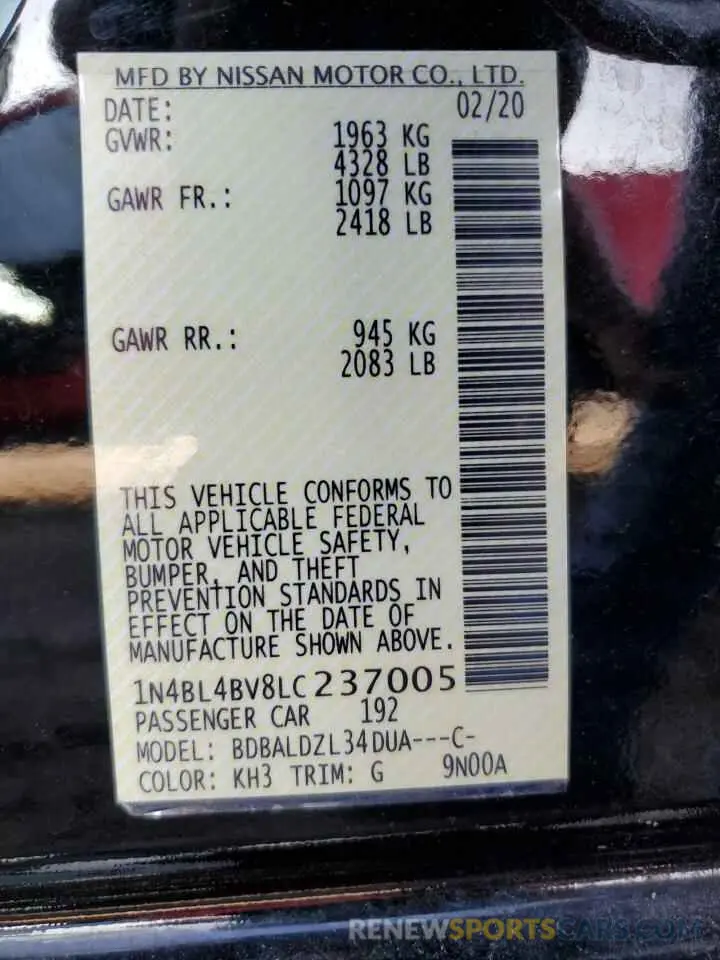 MFD BY NISSAN MOTOR CO., LTD.
DATE: 02/20
GVWR: 1963 KG
4328 LB
GAWR FR.: 1097 KG
2418 LB
GAWR RR.: 945 KG
2083 LB
THIS VEHICLE CONFORMS TO
ALL APPLICABLE FEDERAL
MOTOR VEHICLE SAFETY,
BUMPER, AND THEFT
PREVENTION STANDARDS IN
EFFECT ON THE DATE OF
MANUFACTURE SHOWN ABOVE.
1N4BL4BV8LC237005
PASSENGER CAR 192
MODEL: BDBALDZL34DUA---C-
COLOR: KH3 TRIM: G 9N00A
RENEWSPORTSCARS.COM